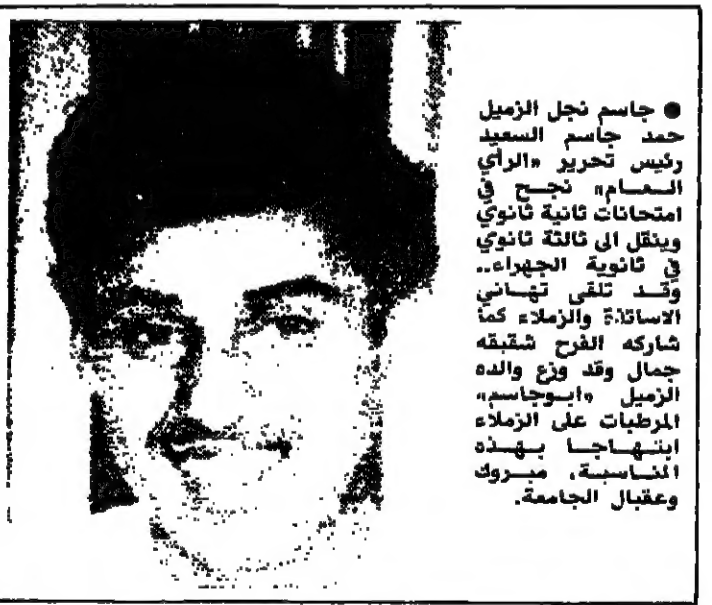 ● جاسم نجل الزميل
حمد جاسم السعيد
رئيس تحرير «الرأي
العام» نجح في
امتحانات ثانية ثانوي
وينقل الى ثالثة ثانوي
في ثانوية الجهراء..
وقد تلقى تهاني
الاساتذة والزملاء كما
شاركه الفرح شقيقه
جمال وقد وزع والده
الزميل «ابوجاسم»
المرطبات على الزملاء
ابتهاجا بهذه
المناسبة، مبروك
وعقبال الجامعة.